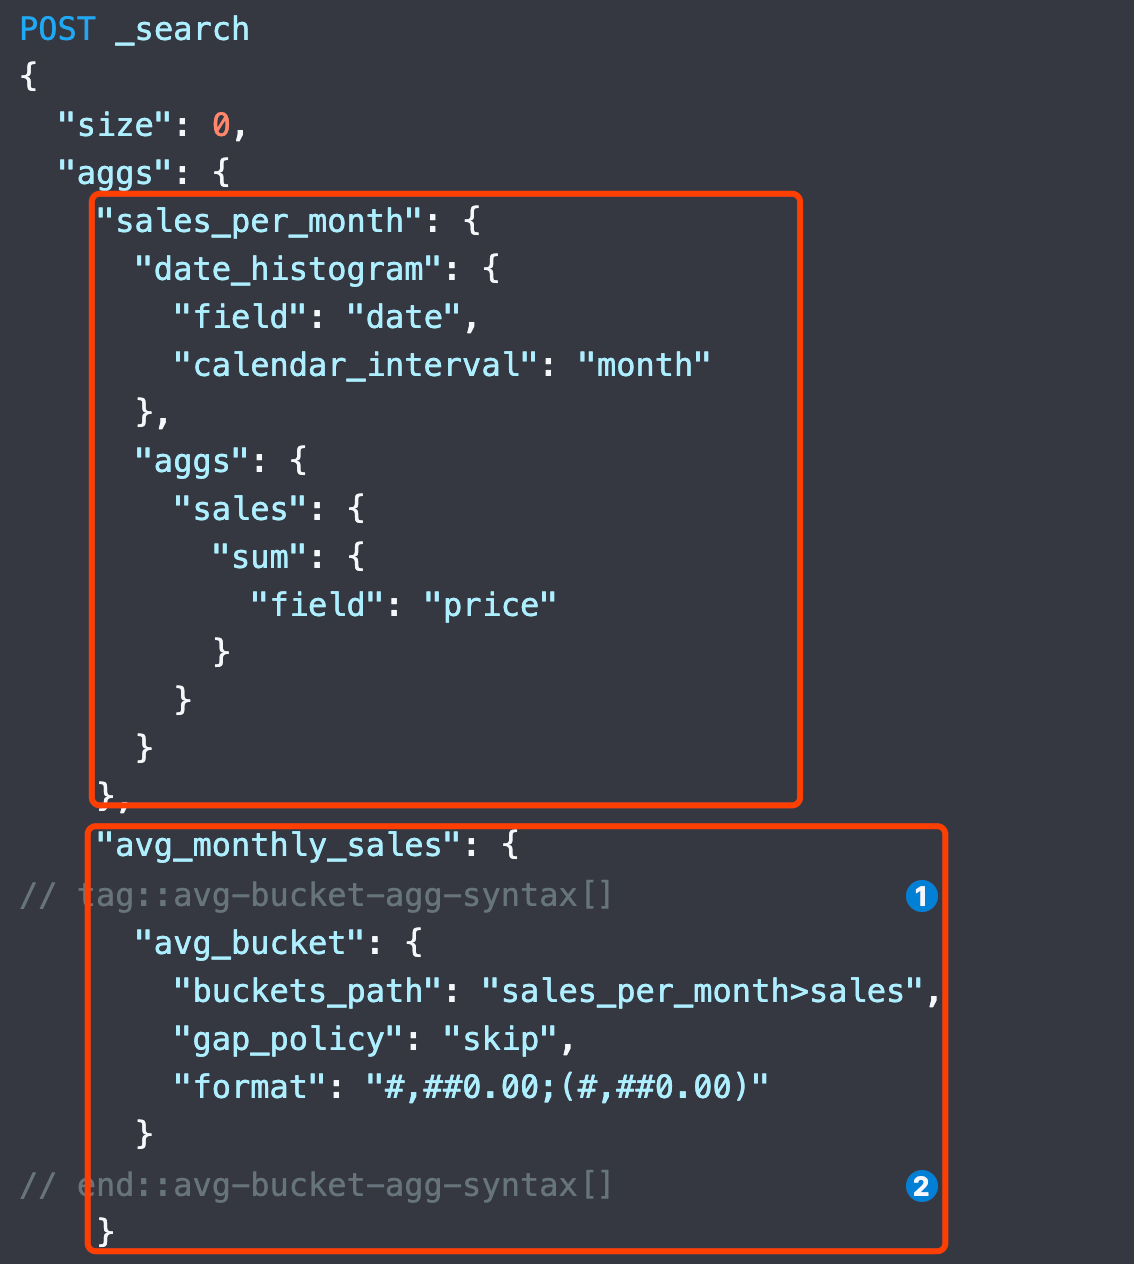 POST _search
{
  "size": 0,
  "aggs": {
    "sales_per_month": {
      "date_histogram": {
        "field": "date",
        "calendar_interval": "month"
      },
      "aggs": {
        "sales": {
          "sum": {
            "field": "price"
          }
        }
      }
    },
    "avg_monthly_sales": {
// tag::avg-bucket-agg-syntax[] 1
      "avg_bucket": {
        "buckets_path": "sales_per_month>sales",
        "gap_policy": "skip",
        "format": "#,##0.00;(#,##0.00)"
      }
// end::avg-bucket-agg-syntax[] 2
    }